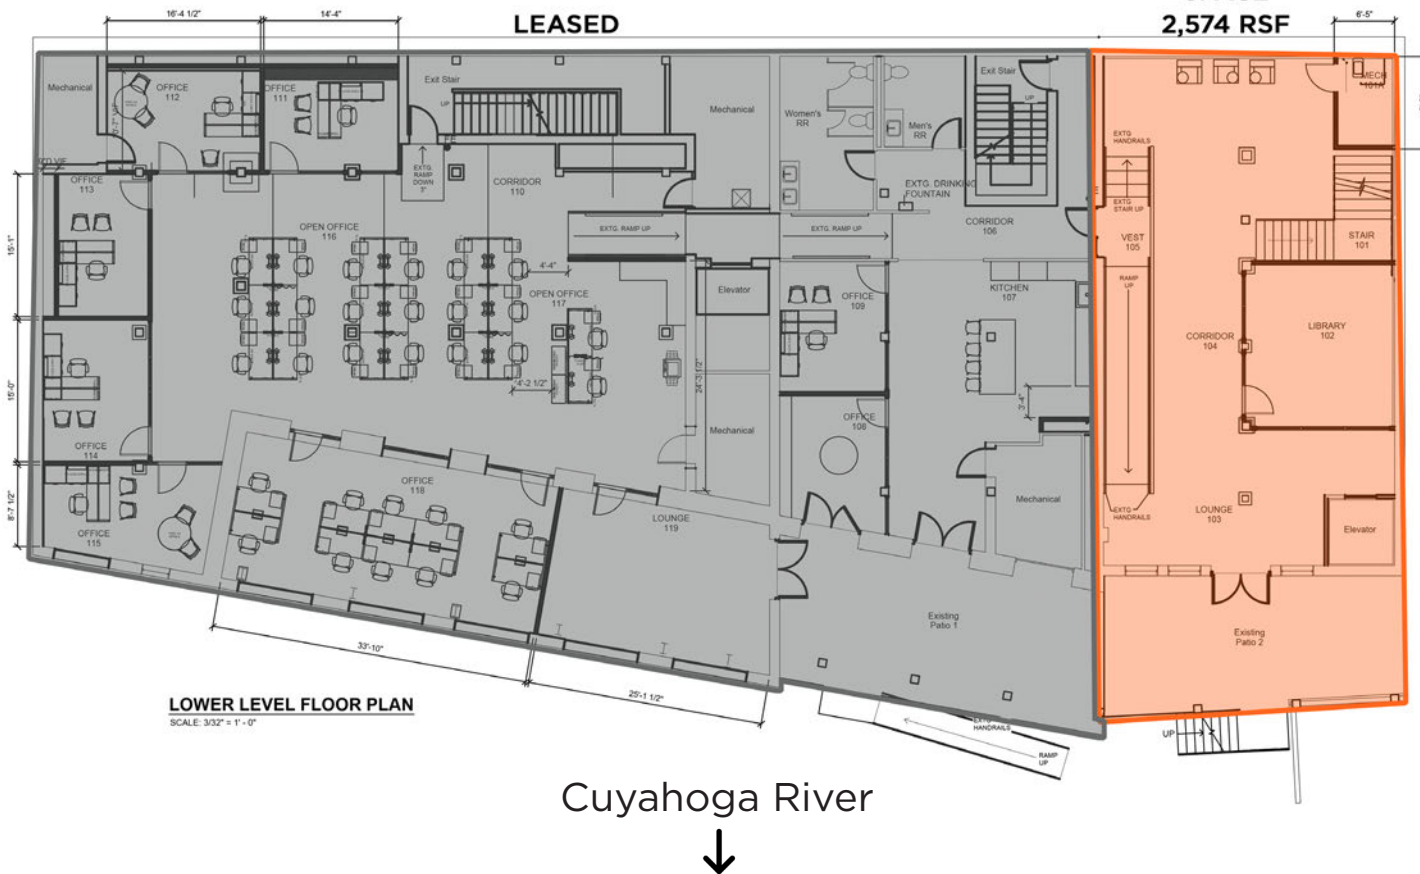 LEASED
2,574 RSF
16'-4 1/2"
14'-4"
6'-5"
Mechanical
OFFICE
112
OFFICE
111
Exit Stair
UP
Mechanical
Women's
RR
Men's
RR
Exit Stair
UP
EXTG
HANDRAILS
MECH
101A
OFFICE
113
EXTG.
RAMP
DOWN
3"
CORRIDOR
110
EXTG. DRINKING
FOUNTAIN
EXTG
STAIR UP
OPEN OFFICE
116
EXTG. RAMP UP
EXTG. RAMP UP
CORRIDOR
106
VEST
105
STAIR
101
15'-1"
4'-4"
OPEN OFFICE
117
Elevator
OFFICE
109
KITCHEN
107
RAMP
UP
CORRIDOR
104
LIBRARY
102
15'-0"
4'-2 1/2"
24'-3 1/2"
3'-4"
OFFICE
114
Mechanical
OFFICE
108
OFFICE
118
Mechanical
8'-7 1/2"
OFFICE
115
LOUNGE
119
EXTG
HANDRAILS
LOUNGE
103
Elevator
Existing
Patio 1
Existing
Patio 2
33'-10"
25'-1 1/2"
LOWER LEVEL FLOOR PLAN
SCALE: 3/32" = 1' - 0"
HANDRAILS
RAMP
UP
UP
Cuyahoga River